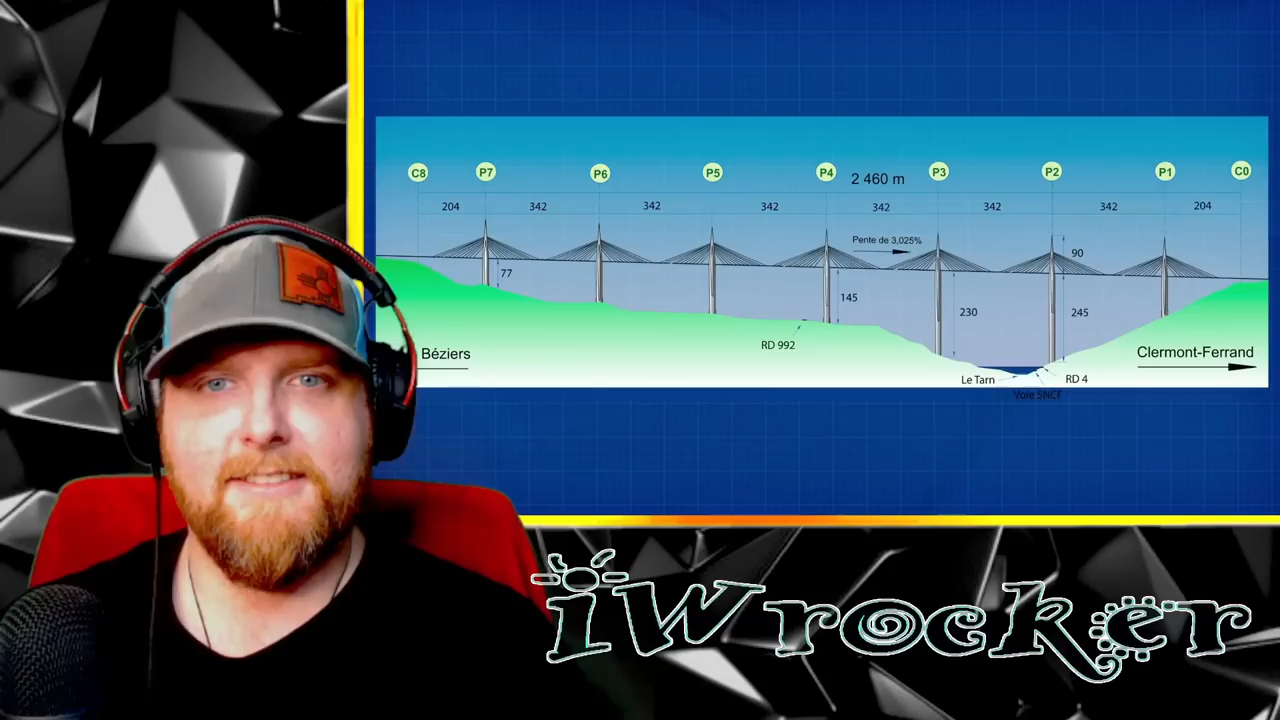 C8 P7 P6 P5 P4 2 460 m P3 P2 P1 C0
204 342 342 342 342 342 342 204
Pente de 3,025%
90
77
145
230
245
RD 992
Béziers
Clermont-Ferrand
Le Tarn
RD 4
Voie SNCF
iWrocker